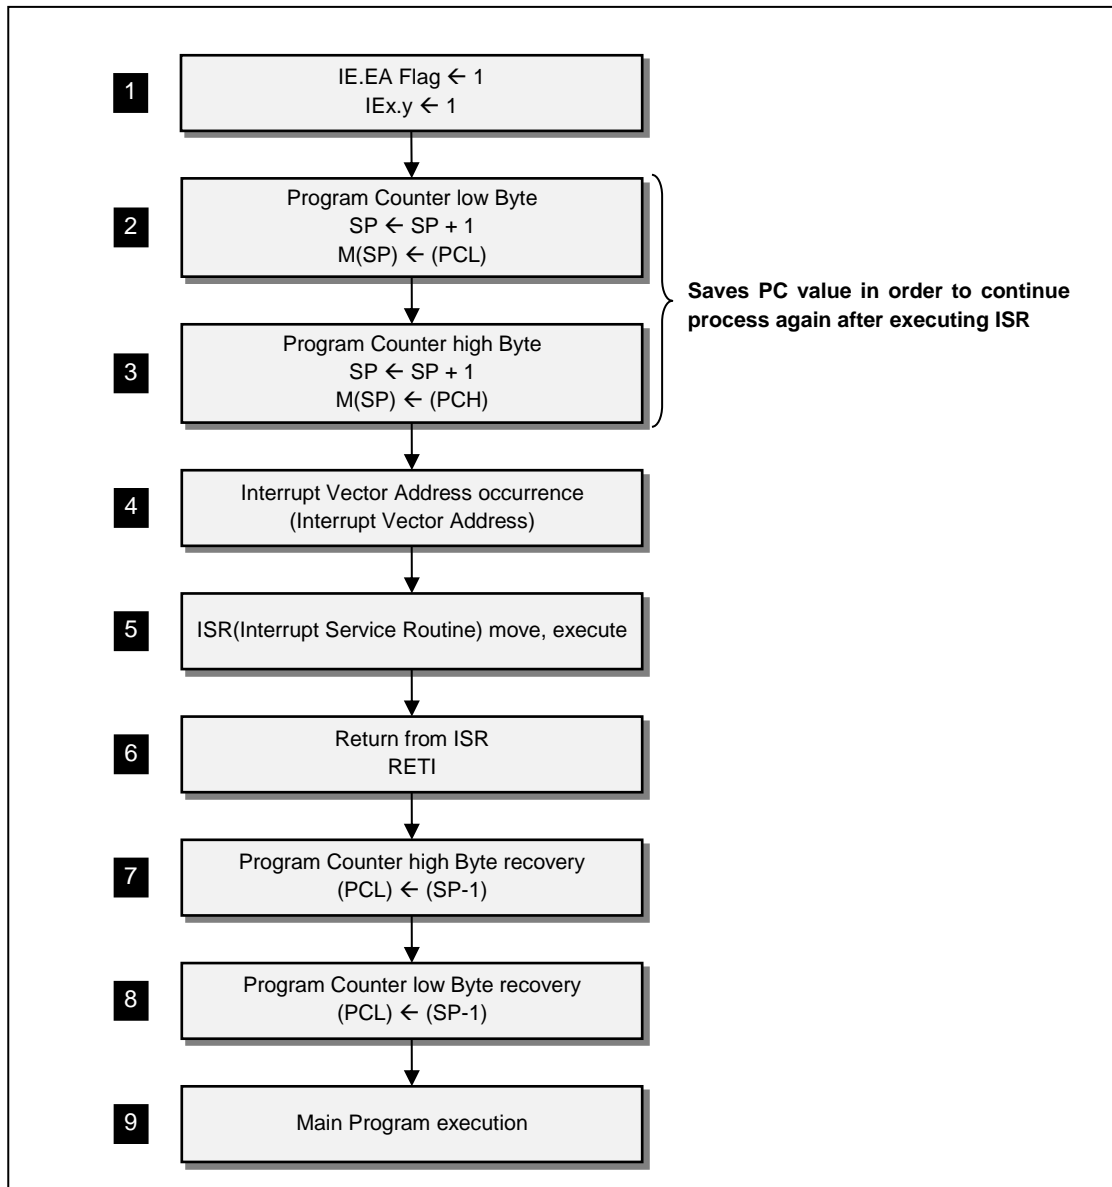 1
IE.EA Flag ← 1
IEx.y ← 1
2
Program Counter low Byte
SP ← SP + 1
M(SP) ← (PCL)
3
Program Counter high Byte
SP ← SP + 1
M(SP) ← (PCH)
Saves PC value in order to continue
process again after executing ISR
4
Interrupt Vector Address occurrence
(Interrupt Vector Address)
5
ISR(Interrupt Service Routine) move, execute
6
Return from ISR
RETI
7
Program Counter high Byte recovery
(PCL) ← (SP-1)
8
Program Counter low Byte recovery
(PCL) ← (SP-1)
9
Main Program execution